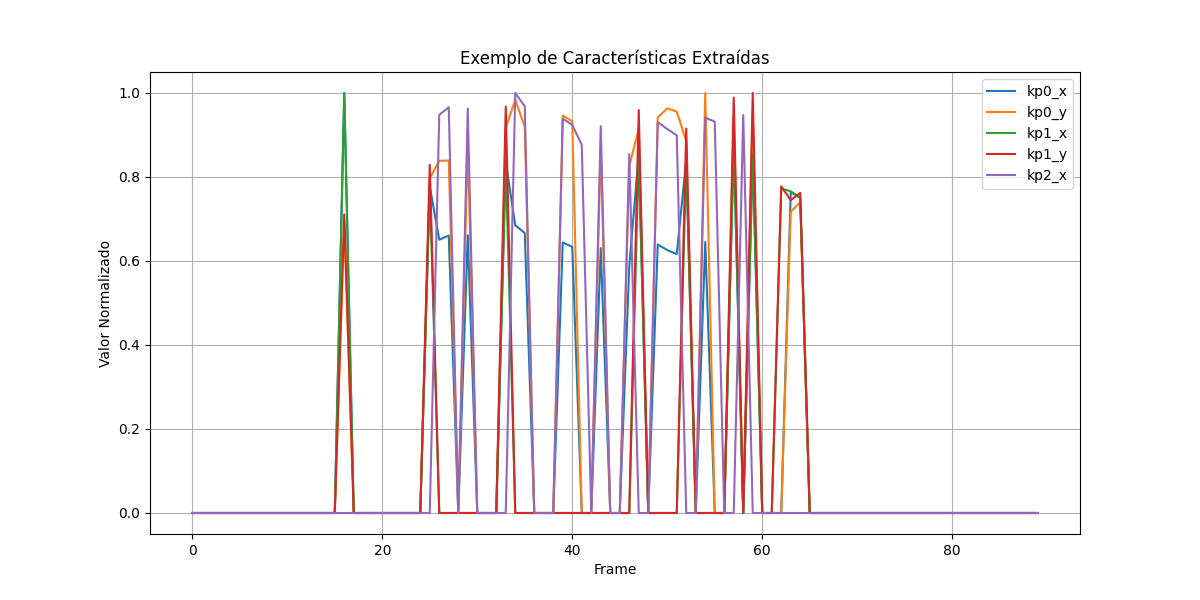 Exemplo de Características Extraídas
Valor Normalizado
1.0
0.8
0.6
0.4
0.2
0.0
0 20 40 60 80
Frame
kp0_x
kp0_y
kp1_x
kp1_y
kp2_x